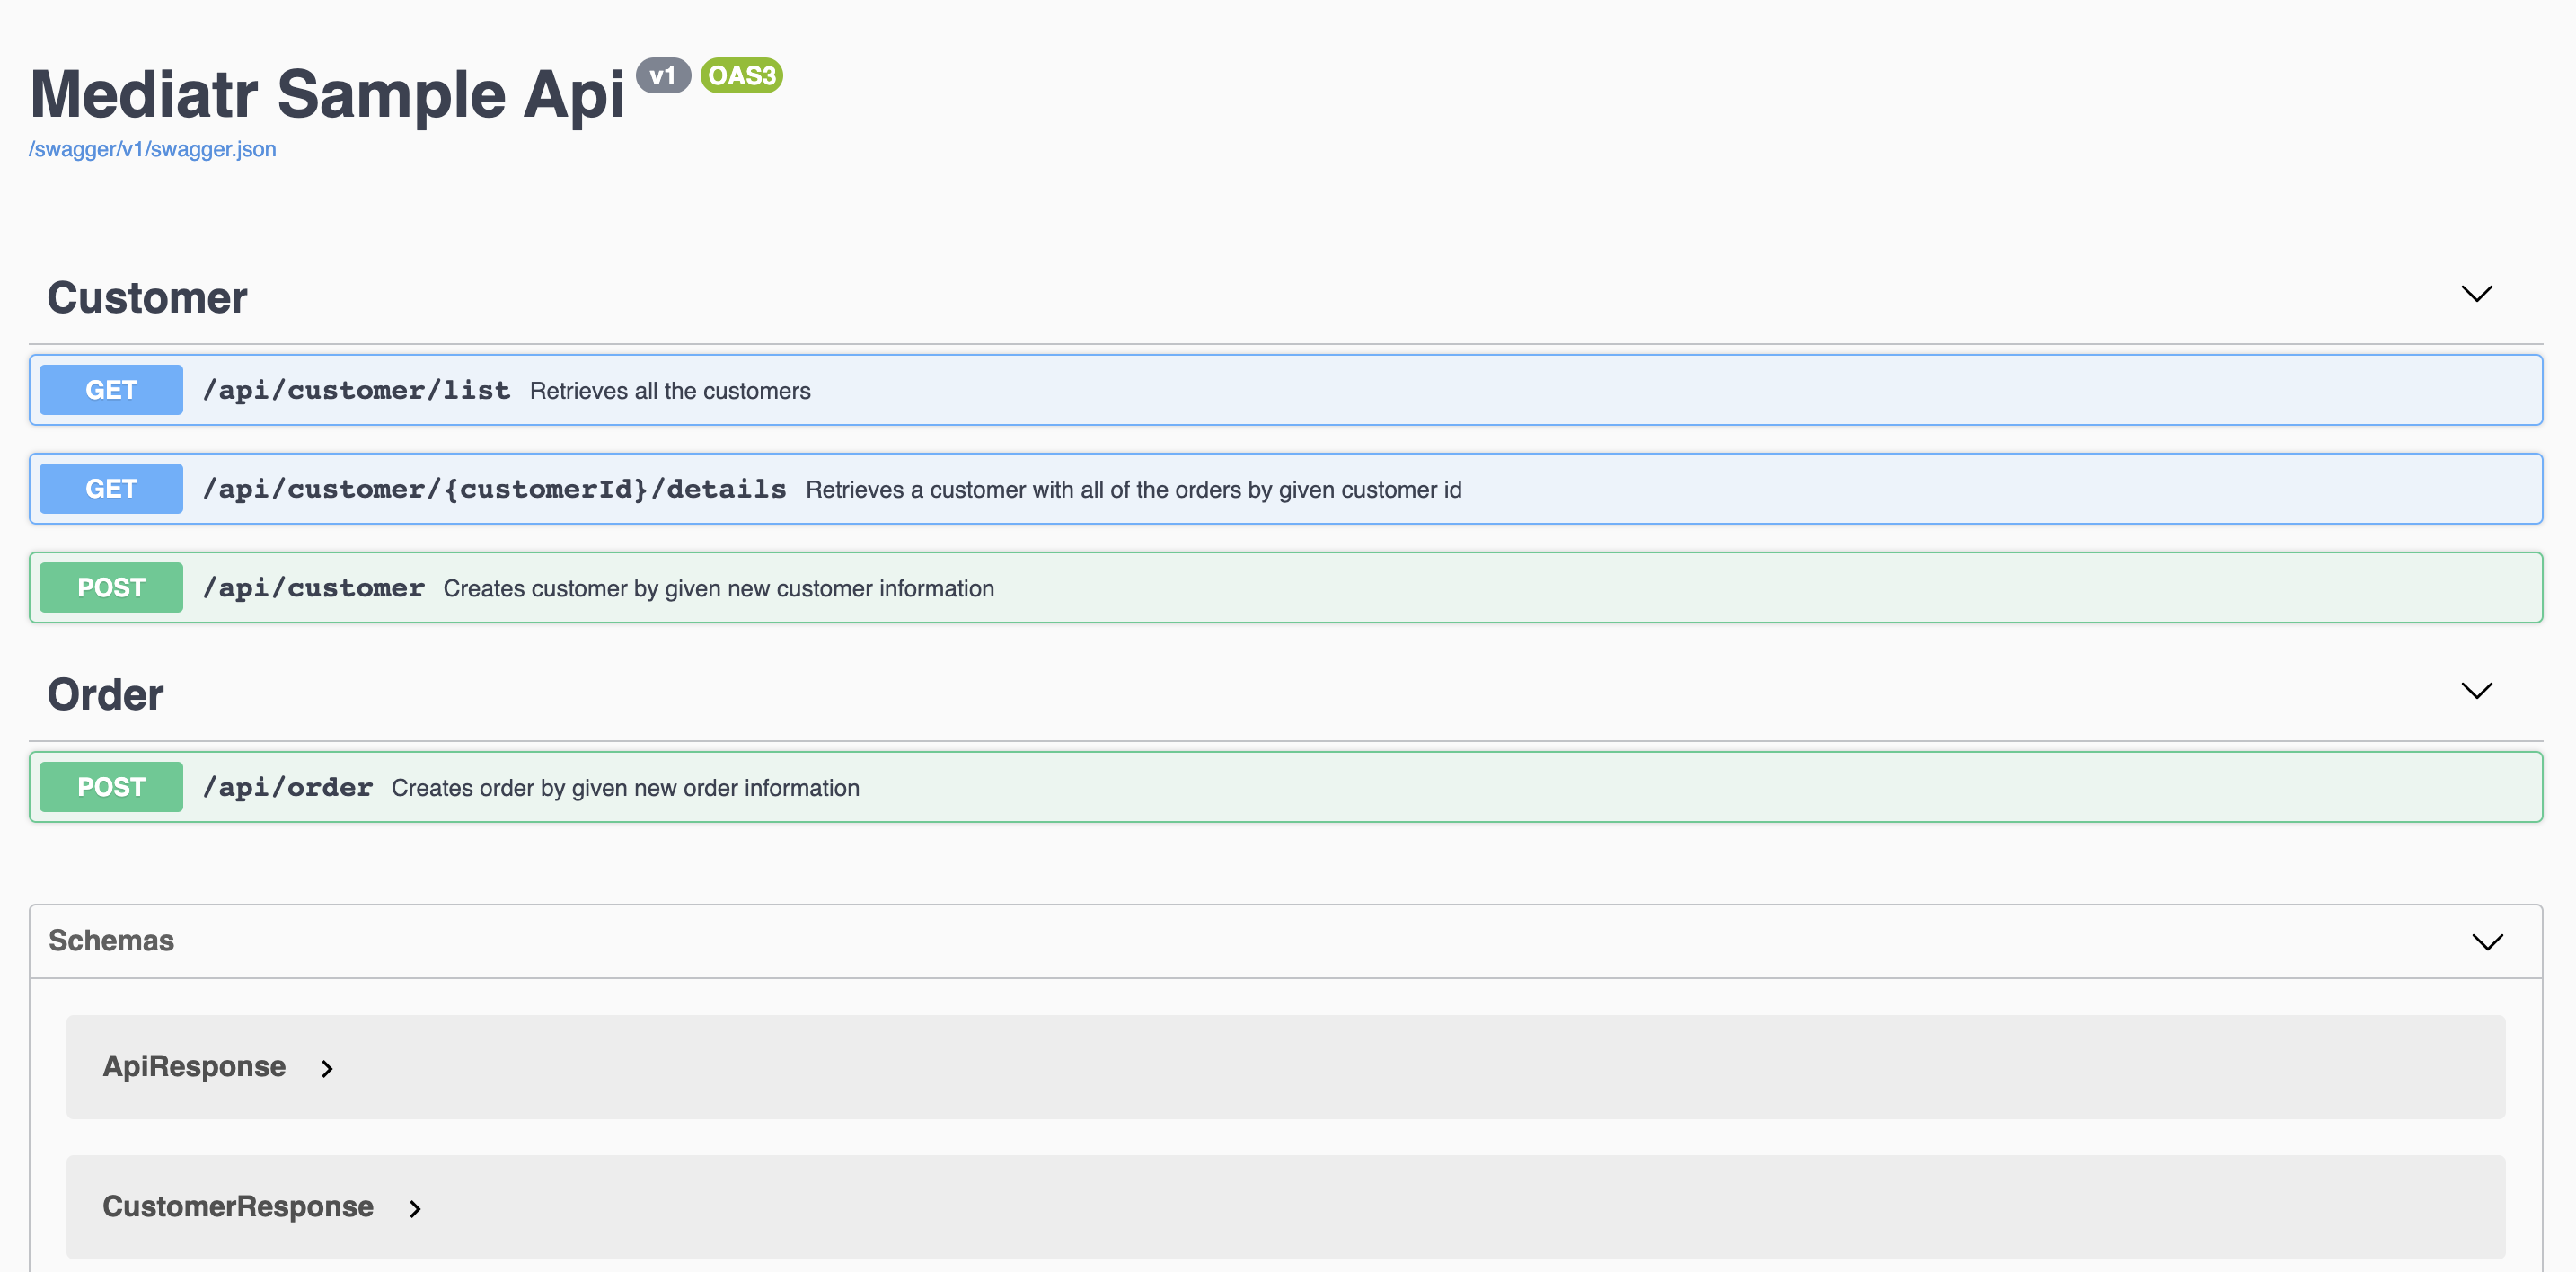 Mediatr Sample Api v1 OAS3
/swagger/v1/swagger.json
Customer
GET /api/customer/list Retrieves all the customers
GET /api/customer/{customerId}/details Retrieves a customer with all of the orders by given customer id
POST /api/customer Creates customer by given new customer information
Order
POST /api/order Creates order by given new order information
Schemas
ApiResponse
CustomerResponse